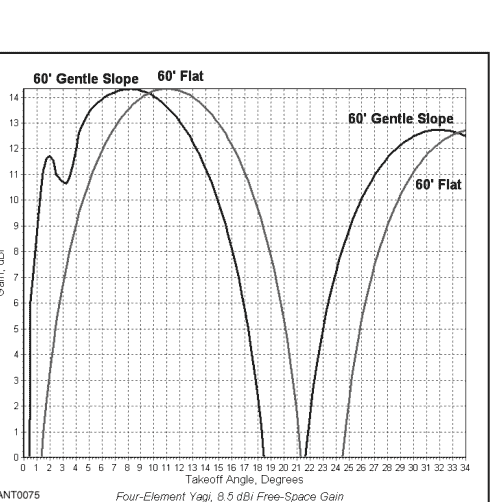 60' Gentle Slope 60' Flat
60' Gentle Slope
60' Flat
14
13
12
11
10
9
8
6
5
4
3
2
1
0
Gain, dBi
0 1 2 3 4 5 6 7 8 9 10 11 12 13 14 15 16 17 18 19 20 21 22 23 24 25 26 27 28 29 30 31 32 33 34
Takeoff Angle, Degrees
ANT0075
Four-Element Yagi, 8.5 dBi Free-Space Gain